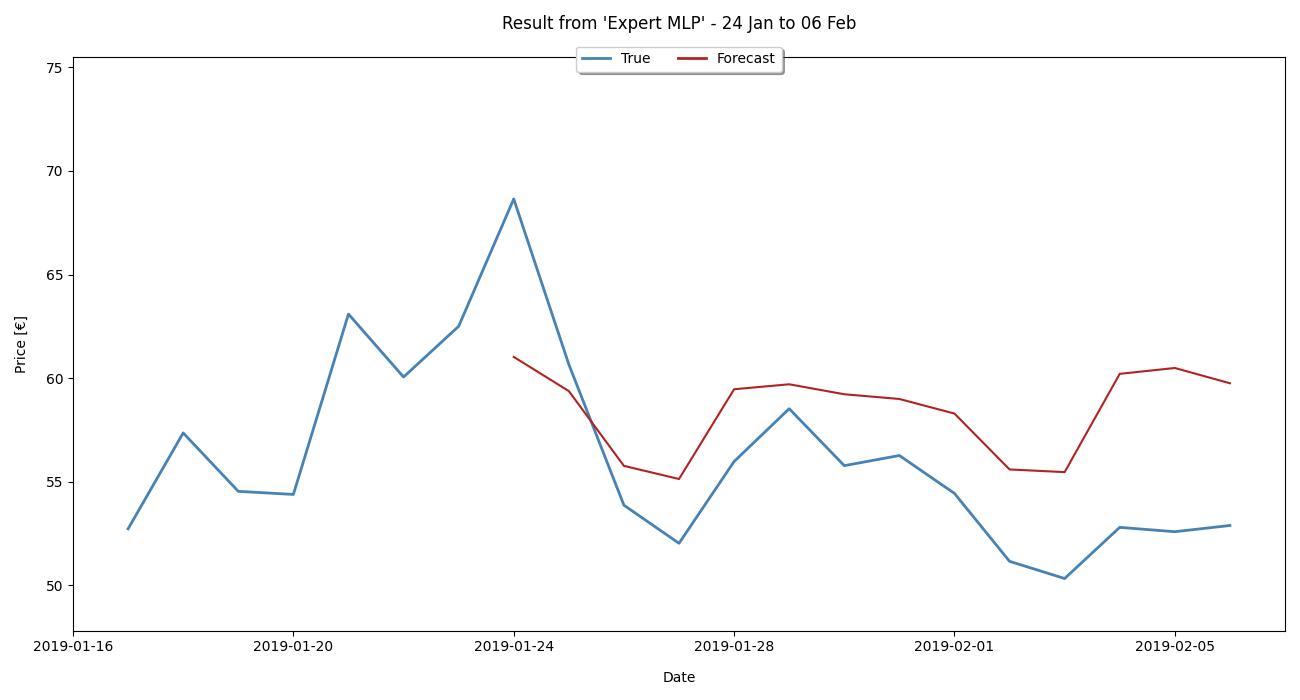 Result from 'Expert MLP' - 24 Jan to 06 Feb
True Forecast
75
70
65
60
55
50
Price [€]
2019-01-16 2019-01-20 2019-01-24 2019-01-28 2019-02-01 2019-02-05
Date